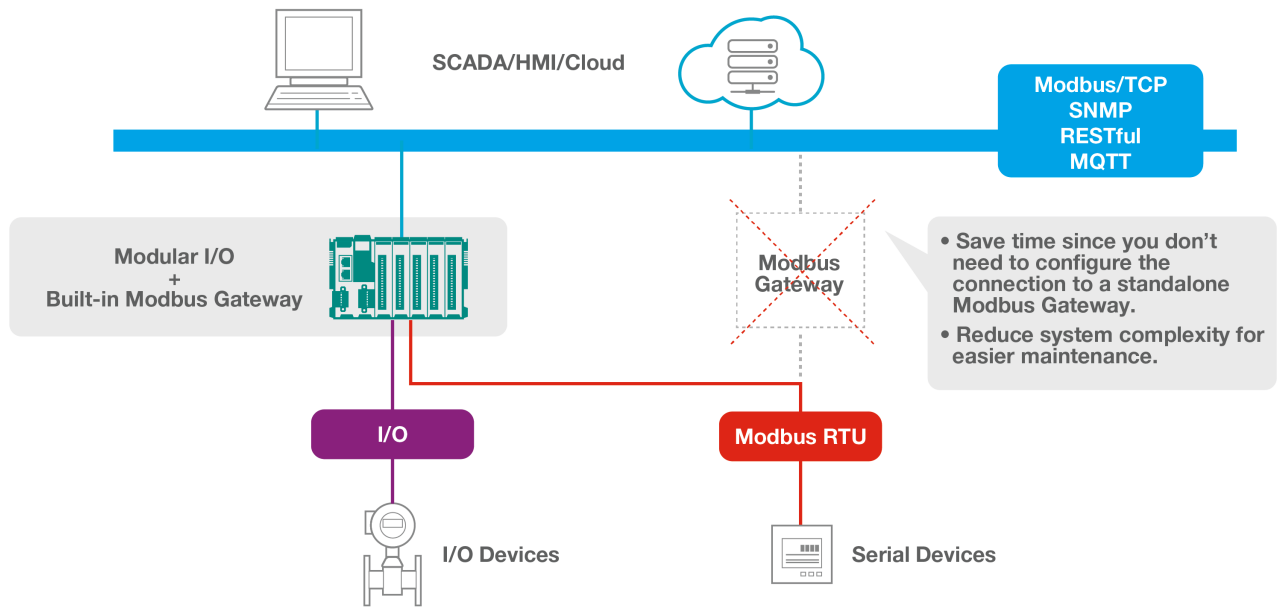 SCADA/HMI/Cloud
Modbus/TCP
SNMP
RESTful
MQTT
Modular I/O
+
Built-in Modbus Gateway
Modbus
Gateway
• Save time since you don’t
need to configure the
connection to a standalone
Modbus Gateway.
• Reduce system complexity for
easier maintenance.
I/O
Modbus RTU
I/O Devices
Serial Devices